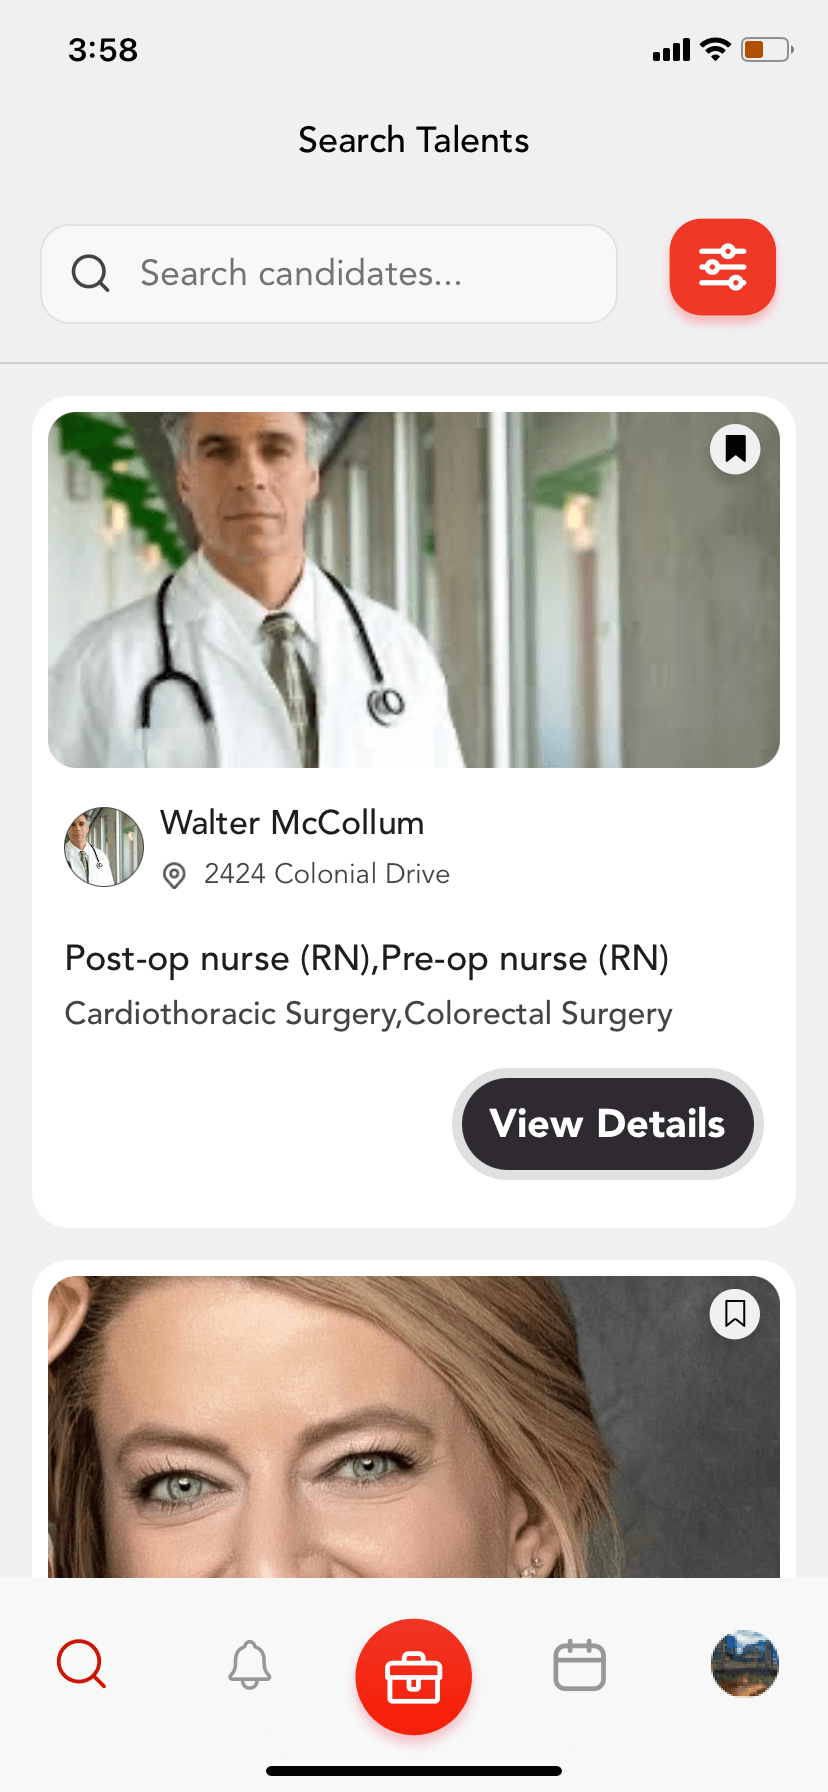 3:58
Search Talents
Search candidates...
Walter McCollum
2424 Colonial Drive
Post-op nurse (RN),Pre-op nurse (RN)
Cardiothoracic Surgery,Colorectal Surgery
View Details